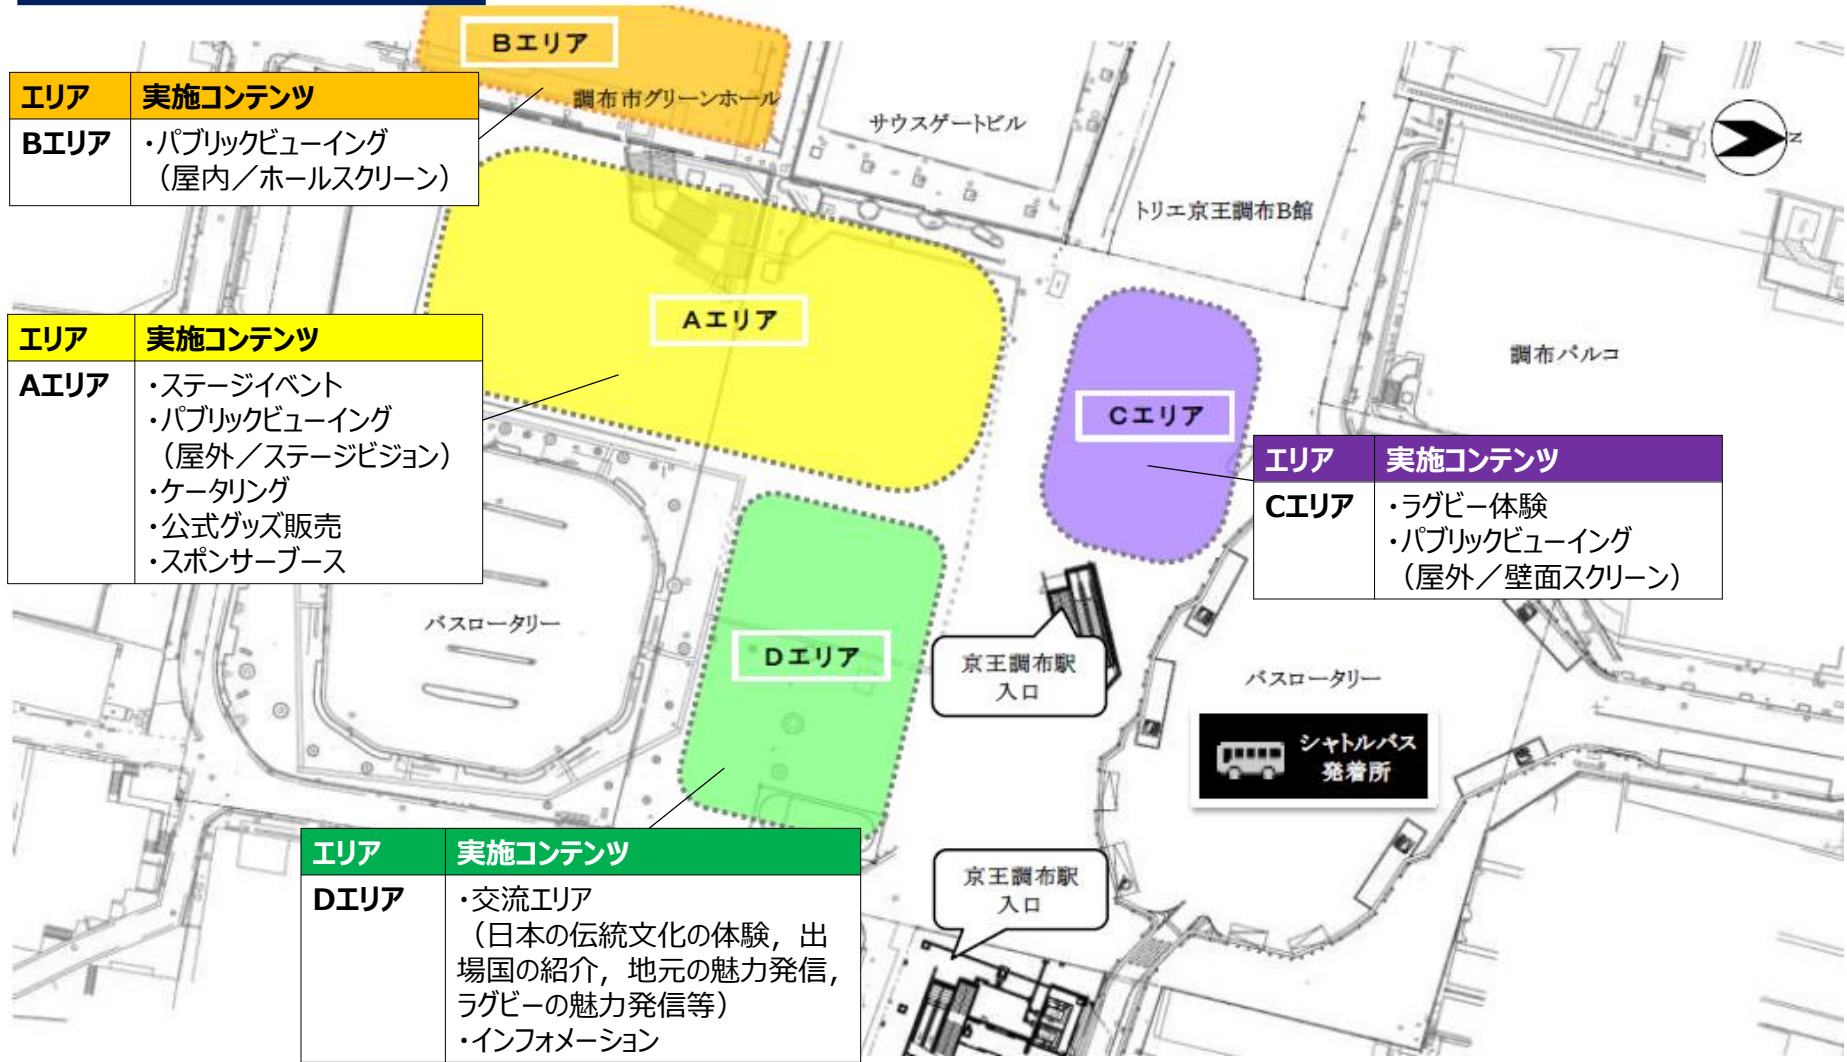 Bエリア
調布市グリーンホール
サウスゲートビル
トリエ京王調布B館
N
エリア 実施コンテンツ
Bエリア ・パブリックビューイング
（屋内／ホールスクリーン）
Aエリア
調布パルコ
Cエリア
エリア 実施コンテンツ
Aエリア ・ステージイベント
・パブリックビューイング
（屋外／ステージビジョン）
・ケータリング
・公式グッズ販売
・スポンサーブース
エリア 実施コンテンツ
Cエリア ・ラグビー体験
・パブリックビューイング
（屋外／壁面スクリーン）
バスロータリー
Dエリア
京王調布駅
入口
バスロータリー
シャトルバス
発着所
エリア 実施コンテンツ
Dエリア ・交流エリア
（日本の伝統文化の体験，出
場国の紹介，地元の魅力発信，
ラグビーの魅力発信等）
・インフォメーション
京王調布駅
入口